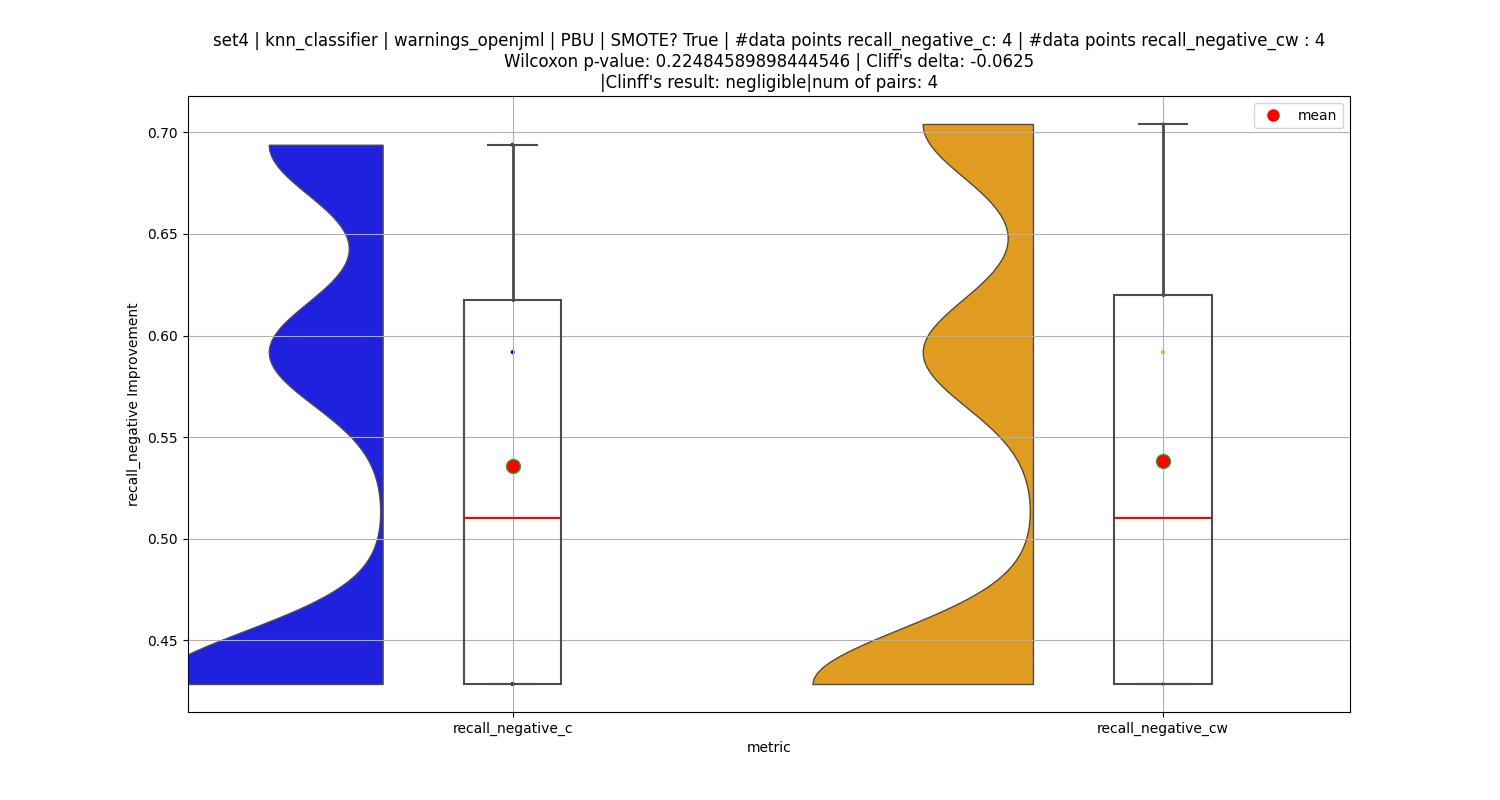 set4 | knn_classifier | warnings_openjml | PBU | SMOTE? True | #data points recall_negative_c: 4 | #data points recall_negative_cw : 4
Wilcoxon p-value: 0.22484589898444546 | Cliff's delta: -0.0625
|Clinff's result: negligible|num of pairs: 4
mean
0.70
0.65
0.60
0.55
0.50
0.45
recall_negative Improvement
recall_negative_c
recall_negative_cw
metric